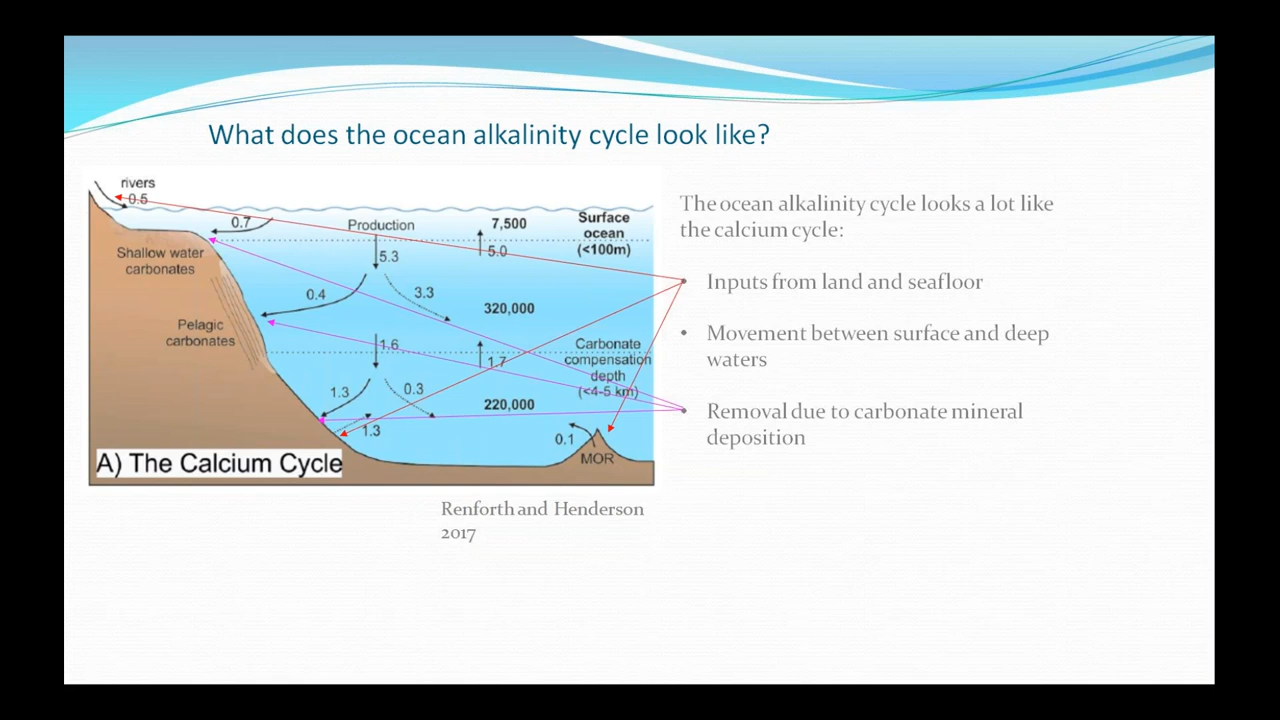 What does the ocean alkalinity cycle look like?
rivers
0.5
0.7
Production
7,500
Surface
ocean
(<100m)
5.3
5.0
Shallow water
carbonates
0.4
3.3
320,000
Pelagic
carbonates
1.6
1.7
Carbonate
compensation
depth
(<4-5 km)
1.3
0.3
220,000
1.3
0.1
MOR
A) The Calcium Cycle
Renforth and Henderson
2017
The ocean alkalinity cycle looks a lot like
the calcium cycle:
• Inputs from land and seafloor
• Movement between surface and deep
waters
• Removal due to carbonate mineral
deposition